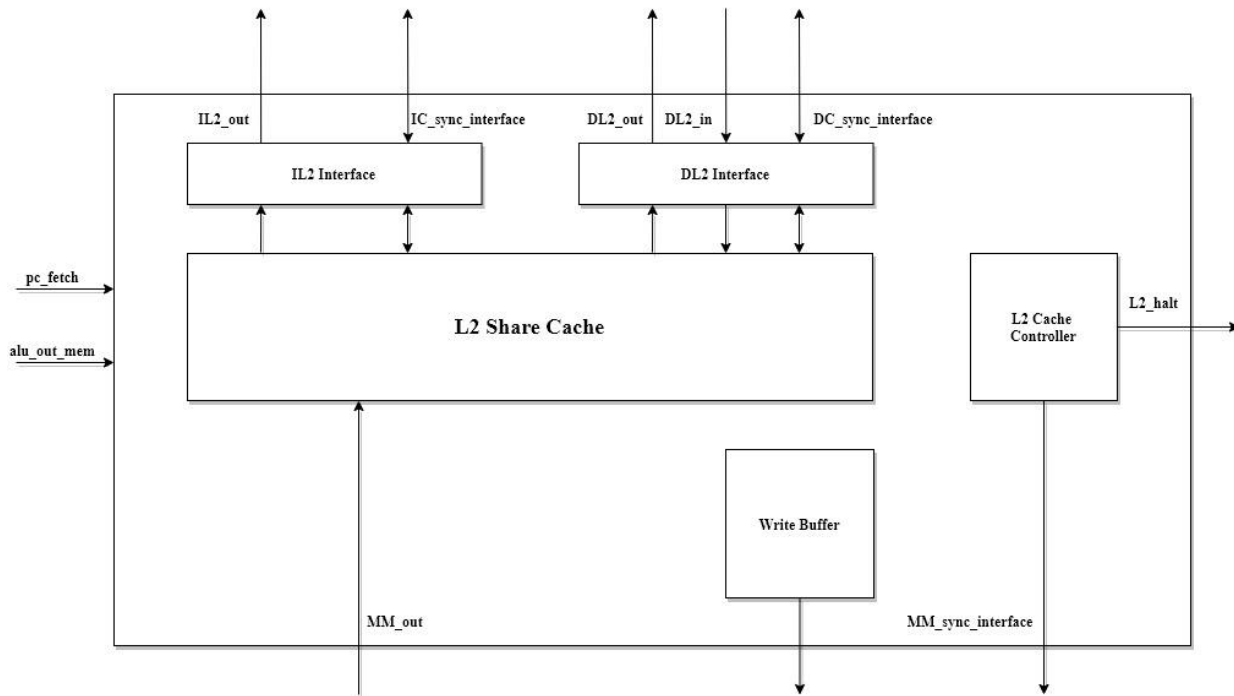 IL2_out
IC_sync_interface
DL2_out
DL2_in
DC_sync_interface
IL2 Interface
DL2 Interface
pc_fetch
L2 Share Cache
L2 Cache
Controller
L2_halt
alu_out_mem
Write Buffer
MM_out
MM_sync_interface